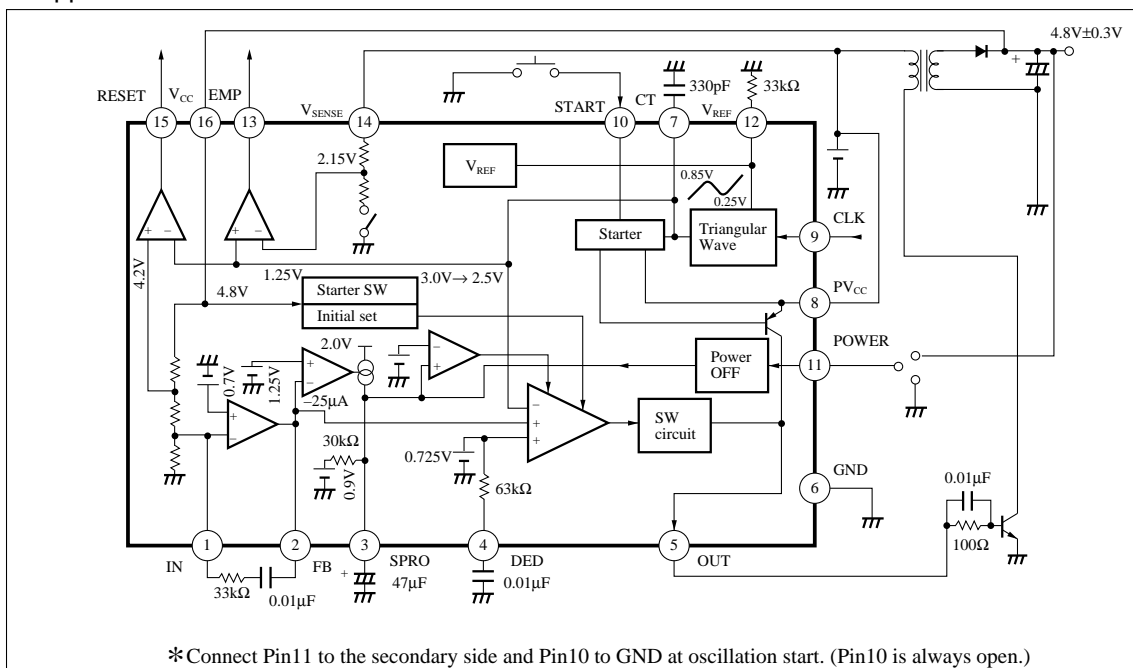 4.8V±0.3V
RESET
VCC
EMP
VSENSE
START
CT
330pF
VREF
33kΩ
15
16
13
14
10
7
12
2.15V
VREF
0.85V
0.25V
Starter
Triangular
Wave
9
CLK
4.2V
1.25V
4.8V
3.0V→ 2.5V
Starter SW
Initial set
8
PVCC
POWER
11
Power
OFF
2.0V
0.7V
1.25V
−25μA
SW
circuit
30kΩ
0.9V
0.725V
63kΩ
GND
6
0.01μF
100Ω
1
2
3
4
5
IN
FB
SPRO
DED
OUT
33kΩ
0.01μF
47μF
0.01μF
*Connect Pin11 to the secondary side and Pin10 to GND at oscillation start. (Pin10 is always open.)